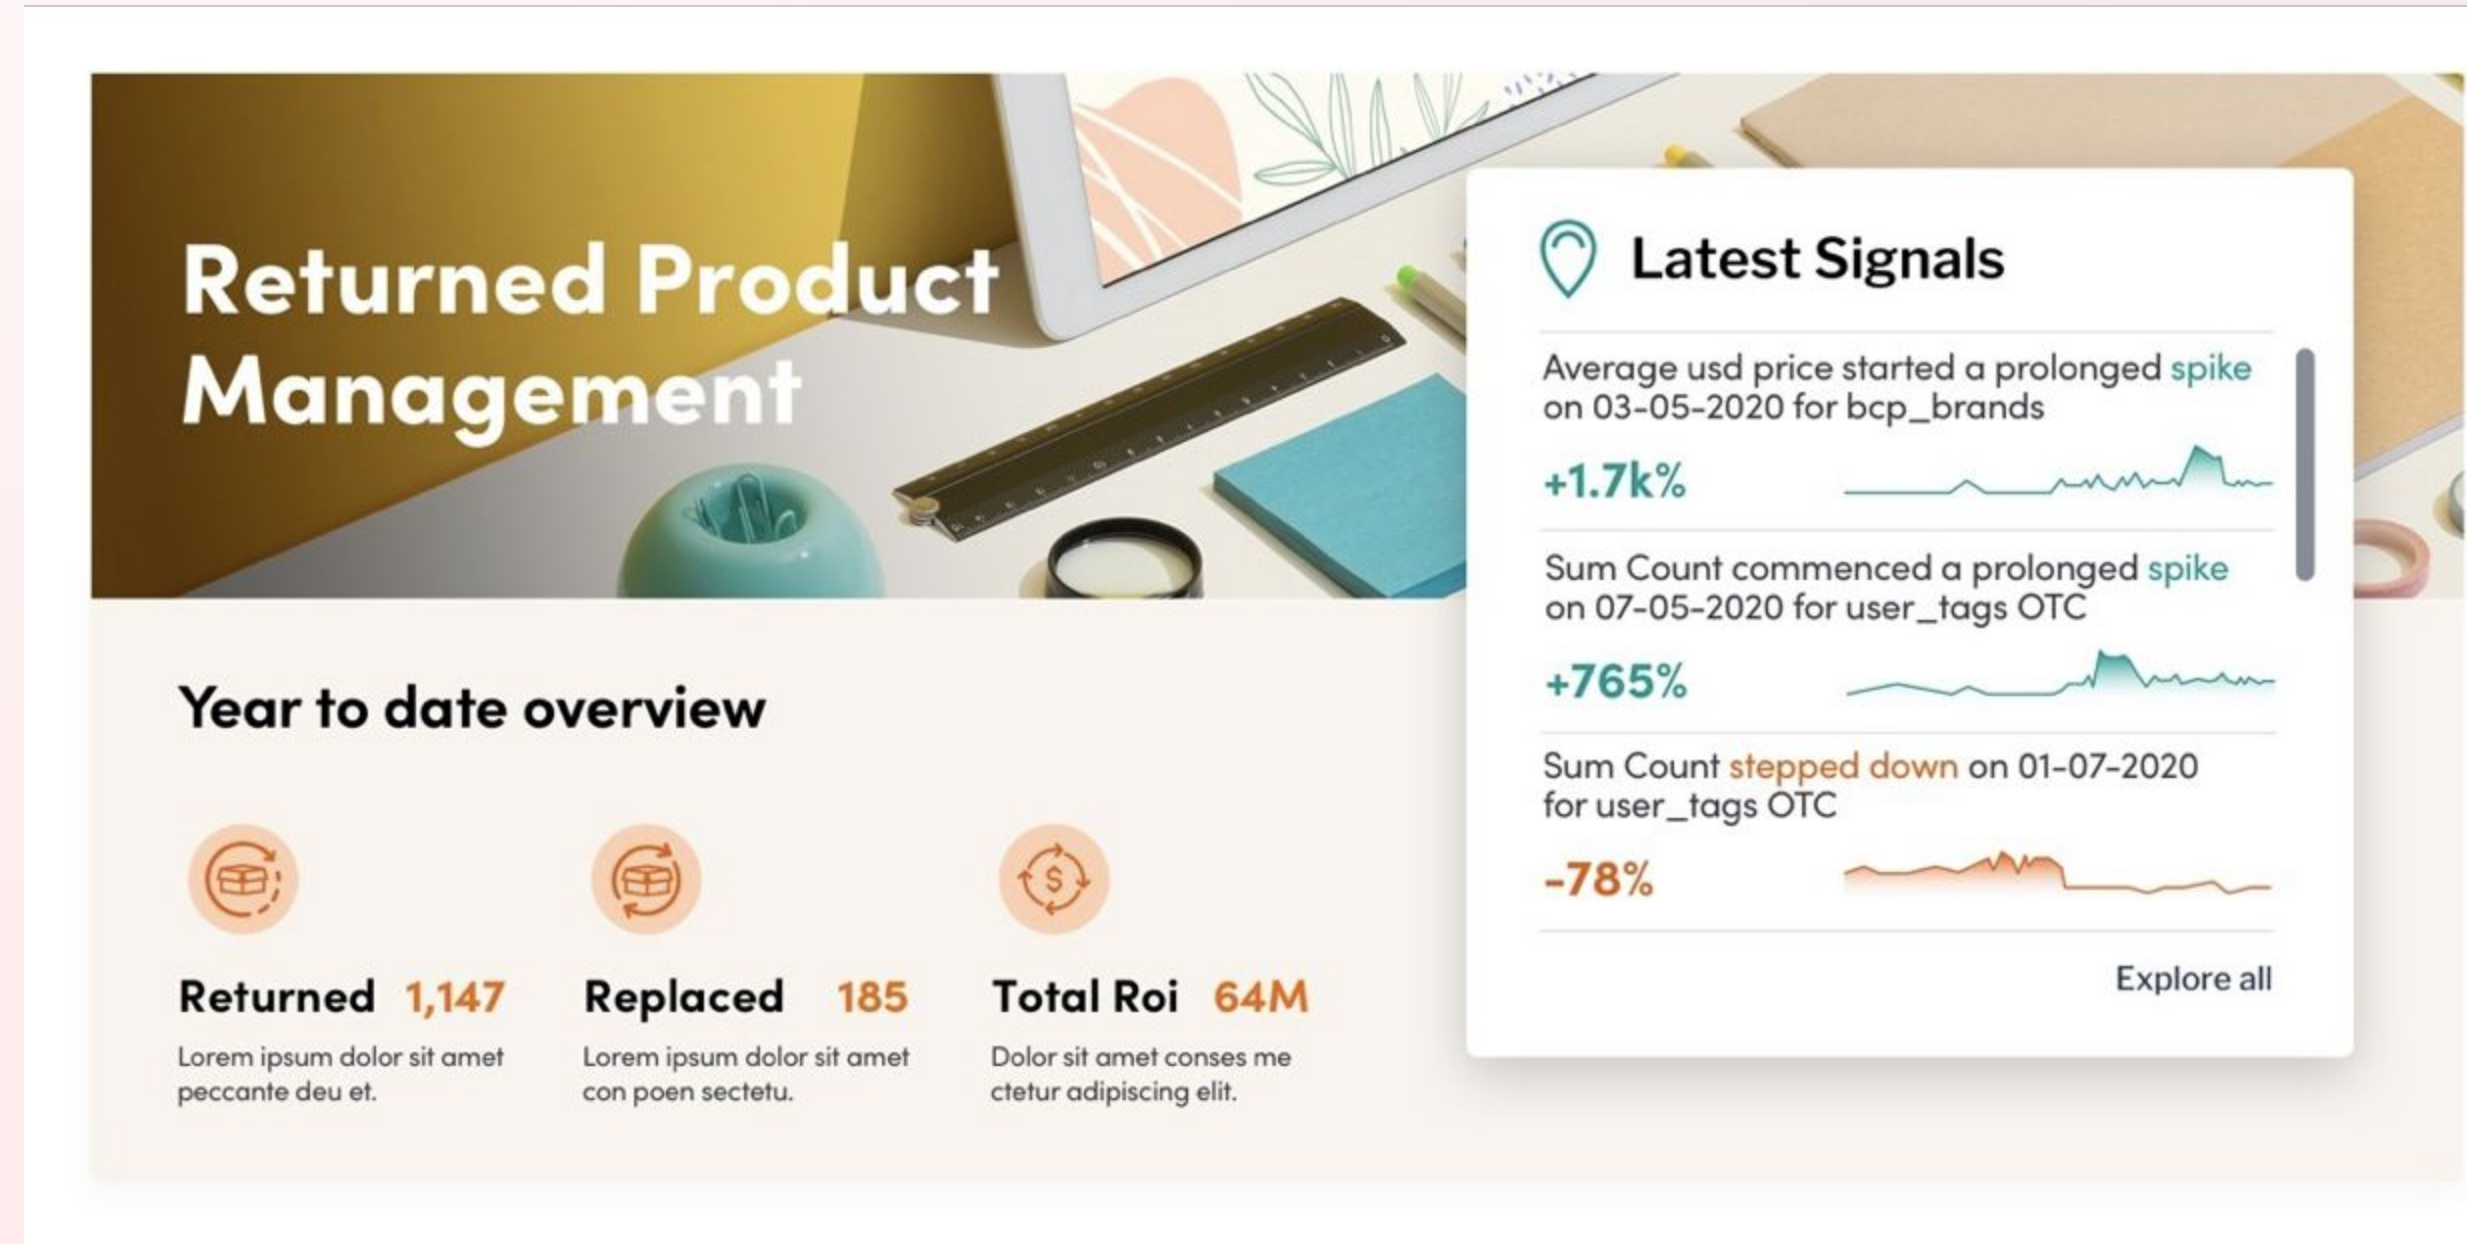 Returned Product
Management
Latest Signals
Average usd price started a prolonged spike
on 03-05-2020 for bcp_brands
+1.7k%
Sum Count commenced a prolonged spike
on 07-05-2020 for user_tags OTC
+765%
Sum Count stepped down on 01-07-2020
for user_tags OTC
-78%
Explore all
Year to date overview
Returned 1,147
Lorem ipsum dolor sit amet
peccante deu et.
Replaced 185
Lorem ipsum dolor sit amet
con poen sectetu.
Total Roi 64M
Dolor sit amet conses me
ctetur adipiscing elit.